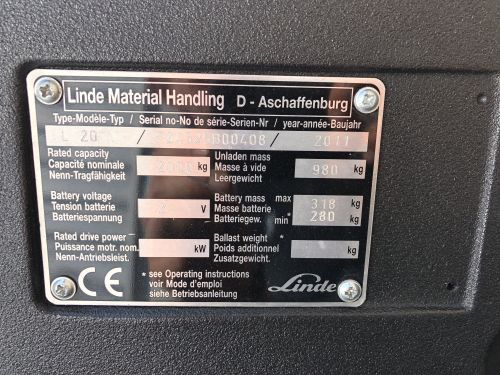 Linde Material Handling D - Aschaffenburg
Type-Modèle-Typ / Serial no-No de série-Serien-Nr / year-année-Baujahr
L 20 / B00408 / 2011
Rated capacity
Capacité nominale kg
Nenn-Tragfähigkeit
Unladen mass
Masse à vide 980 kg
Leergewicht
Battery voltage
Tension batterie V
Batteriespannung
Battery mass max 318 kg
Masse batterie
Batteriegew. min* 280 kg
Rated drive power
Puissance motr. nom. kW
Nenn-Antriebsleist.
Ballast weight *
Poids additionnel kg
Zusatzgewicht.
CE
* see Operating instructions
voir Mode d'emploi
siehe Betriebsanleitung
Linde